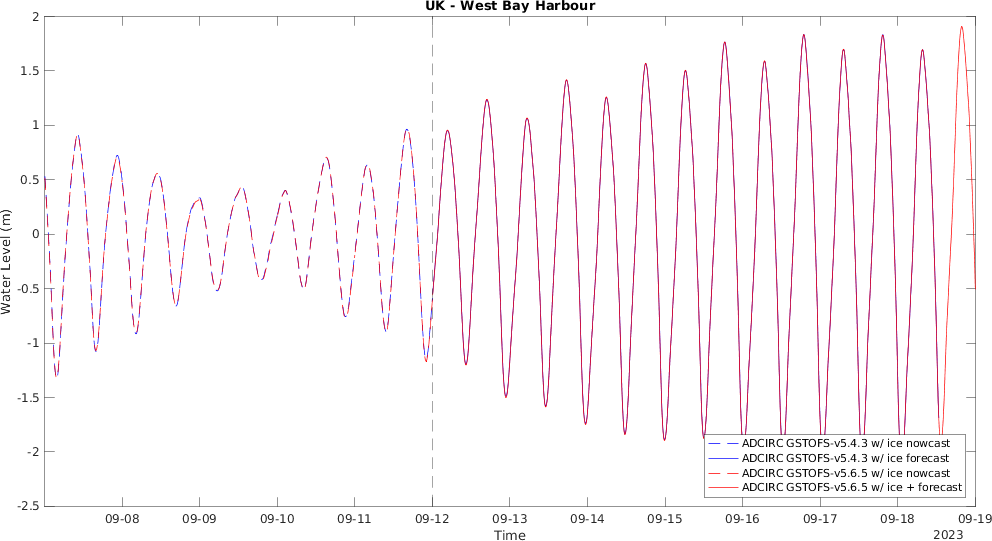 UK - West Bay Harbour
2
1.5
1
0.5
0
-0.5
-1
-1.5
-2
-2.5
Water Level (m)
ADCIRC GSTOFS-v5.4.3 w/ ice nowcast
ADCIRC GSTOFS-v5.4.3 w/ ice forecast
ADCIRC GSTOFS-v5.6.5 w/ ice nowcast
ADCIRC GSTOFS-v5.6.5 w/ ice + forecast
09-08 09-09 09-10 09-11 09-12 09-13 09-14 09-15 09-16 09-17 09-18 09-19
Time
2023